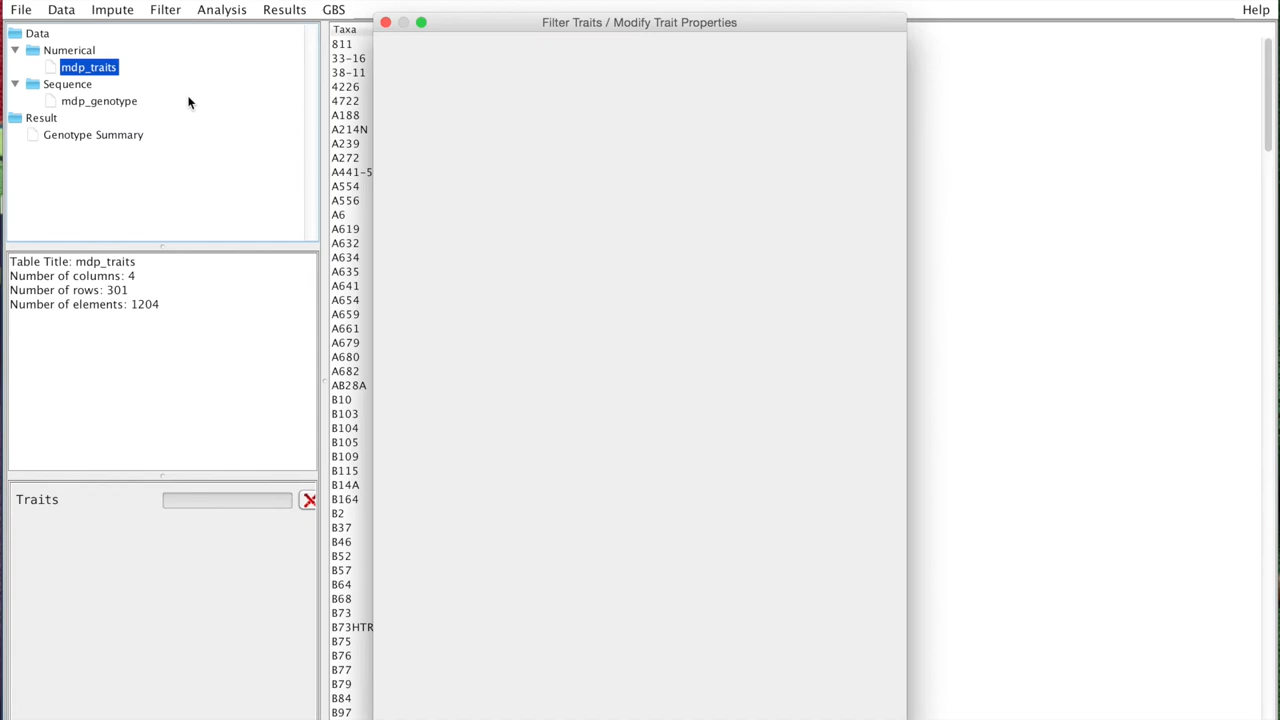 File Data Impute Filter Analysis Results GBS Help
Filter Traits / Modify Trait Properties
Data
Numerical
mdp_traits
Sequence
mdp_genotype
Result
Genotype Summary
Table Title: mdp_traits
Number of columns: 4
Number of rows: 301
Number of elements: 1204
Traits
Taxa
811
33-16
38-11
4226
4722
A188
A214N
A239
A272
A441-5
A554
A556
A6
A619
A632
A634
A635
A641
A654
A659
A661
A679
A680
A682
AB28A
B10
B103
B104
B105
B109
B115
B14A
B164
B2
B37
B46
B52
B57
B64
B68
B73
B73HTR
B75
B76
B77
B79
B84
B97